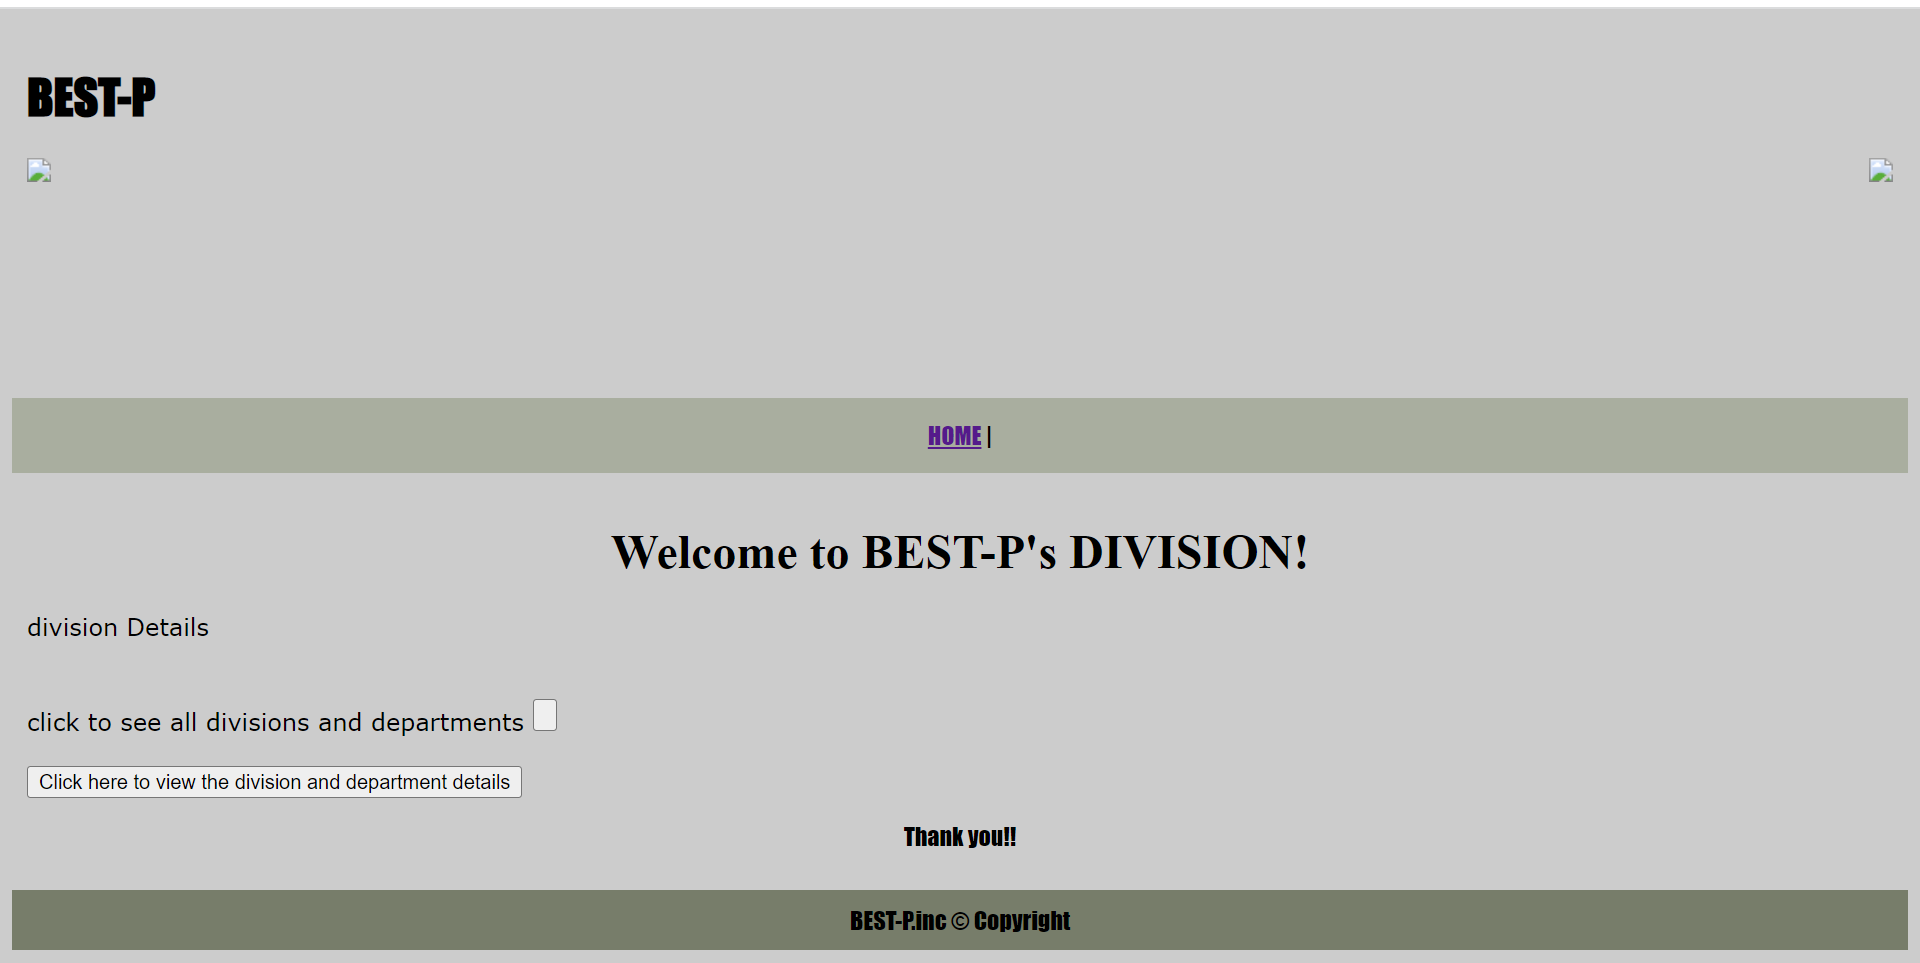 BEST-P
HOME |
Welcome to BEST-P's DIVISION!
division Details
click to see all divisions and departments
Click here to view the division and department details
Thank you!!
BEST-P.inc © Copyright